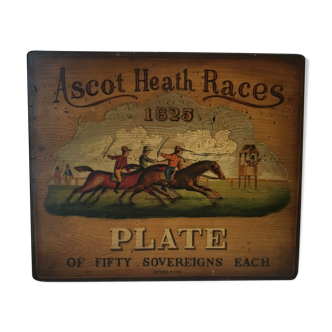 Ascot Heath Races
1825
PLATE
OF FIFTY SOVEREIGNS EACH